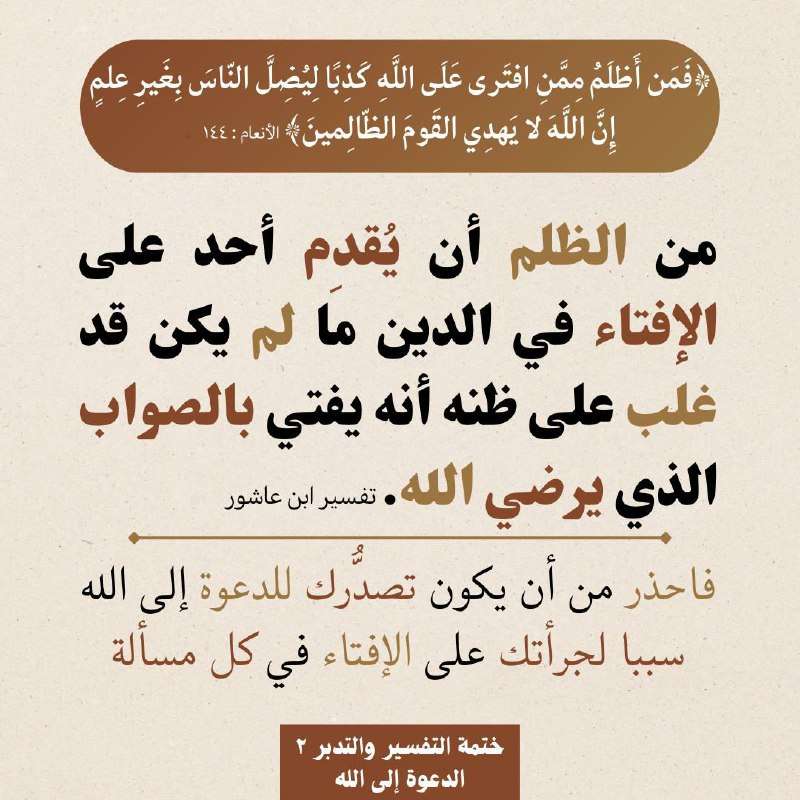 ﴿فَمَن أَظلَمُ مِمَّنِ افتَرى عَلَى اللَّهِ كَذِبًا لِيُضِلَّ النّاسَ بِغَيرِ عِلمٍ
إِنَّ اللَّهَ لا يَهدِي القَومَ الظّالِمينَ﴾ الأنعام : ١٤٤
من الظلم أن يُقدِم أحد على
الإفتاء في الدين ما لم يكن قد
غلب على ظنه أنه يفتي بالصواب
الذي يرضي الله. تفسير ابن عاشور
فاحذر من أن يكون تصدُّرك للدعوة إلى الله
سببا لجرأتك على الإفتاء في كل مسألة
ختمة التفسير والتدبر ٢
الدعوة إلى الله